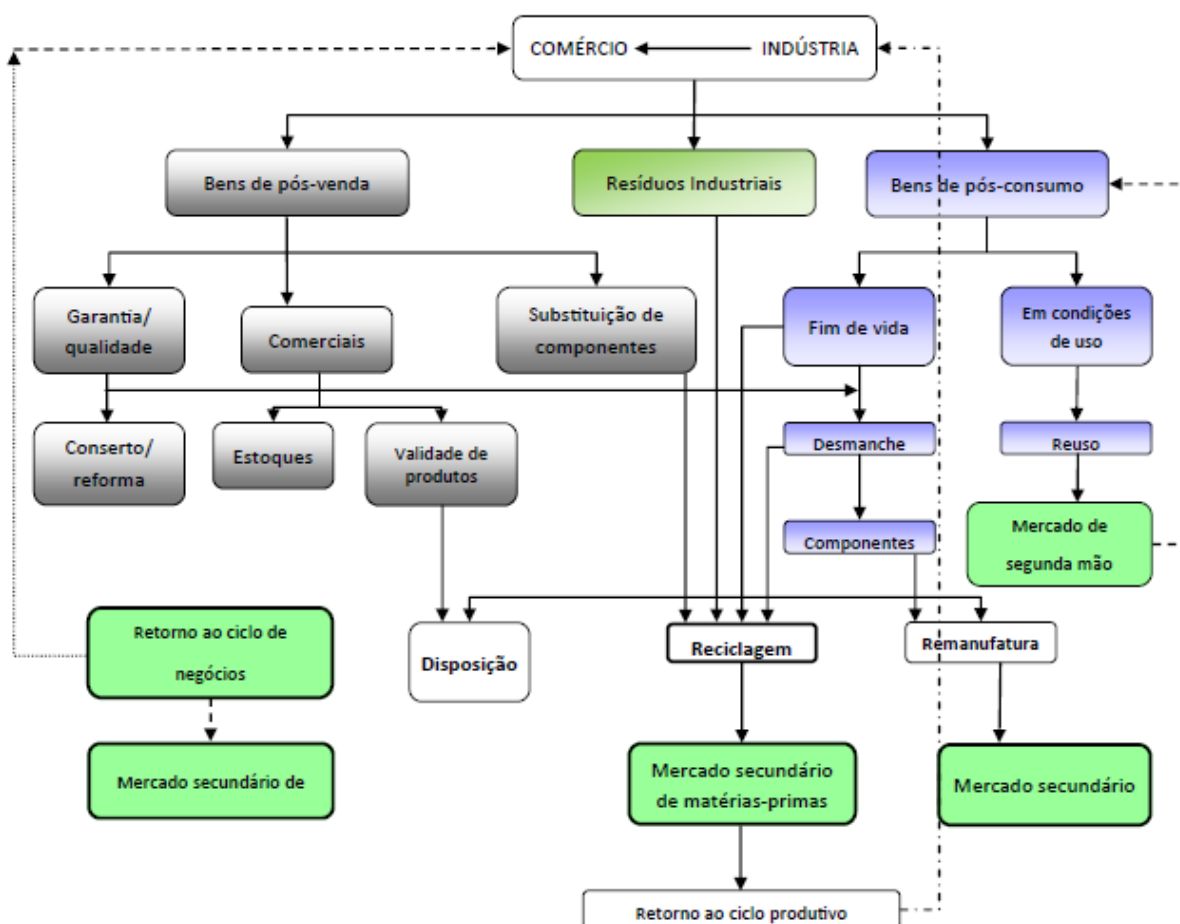 COMÉRCIO INDÚSTRIA
Bens de pós-venda
Resíduos Industriais
Bens de pós-consumo
Garantia/
qualidade
Comerciais
Substituição de
componentes
Fim de vida
Em condições
de uso
Conserto/
reforma
Estoques
Validade de
produtos
Desmanche
Reuso
Componentes
Mercado de
segunda mão
Retorno ao ciclo de
negócios
Disposição
Reciclagem
Remanufatura
Mercado secundário de
Mercado secundário
de matérias-primas
Mercado secundário
Retorno ao ciclo produtivo